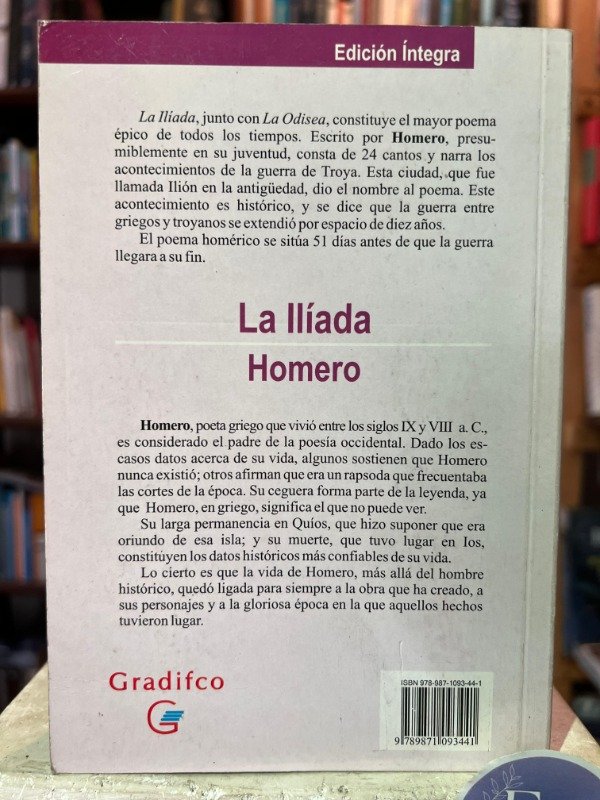 Edición Íntegra
La Ilíada, junto con La Odisea, constituye el mayor poema
épico de todos los tiempos. Escrito por Homero, presu-
miblemente en su juventud, consta de 24 cantos y narra los
acontecimientos de la guerra de Troya. Esta ciudad, que fue
llamada Ilión en la antigüedad, dio el nombre al poema. Este
acontecimiento es histórico, y se dice que la guerra entre
griegos y troyanos se extendió por espacio de diez años.
El poema homérico se sitúa 51 días antes de que la guerra
llegara a su fin.
La Ilíada
Homero
Homero, poeta griego que vivió entre los siglos IX y VIII a. C.,
es considerado el padre de la poesía occidental. Dado los es-
casos datos acerca de su vida, algunos sostienen que Homero
nunca existió; otros afirman que era un rapsoda que frecuentaba
las cortes de la época. Su ceguera forma parte de la leyenda, ya
que Homero, en griego, significa el que no puede ver.
Su larga permanencia en Quíos, que hizo suponer que era
oriundo de esa isla; y su muerte, que tuvo lugar en Ios,
constitúyen los datos históricos más confiables de su vida.
Lo cierto es que la vida de Homero, más allá del hombre
histórico, quedó ligada para siempre a la obra que ha creado, a
sus personajes y a la gloriosa época en la que aquellos hechos
tuvieron lugar.
Gradifco
G
ISBN 978-987-1093-44-1
9 789871 093441